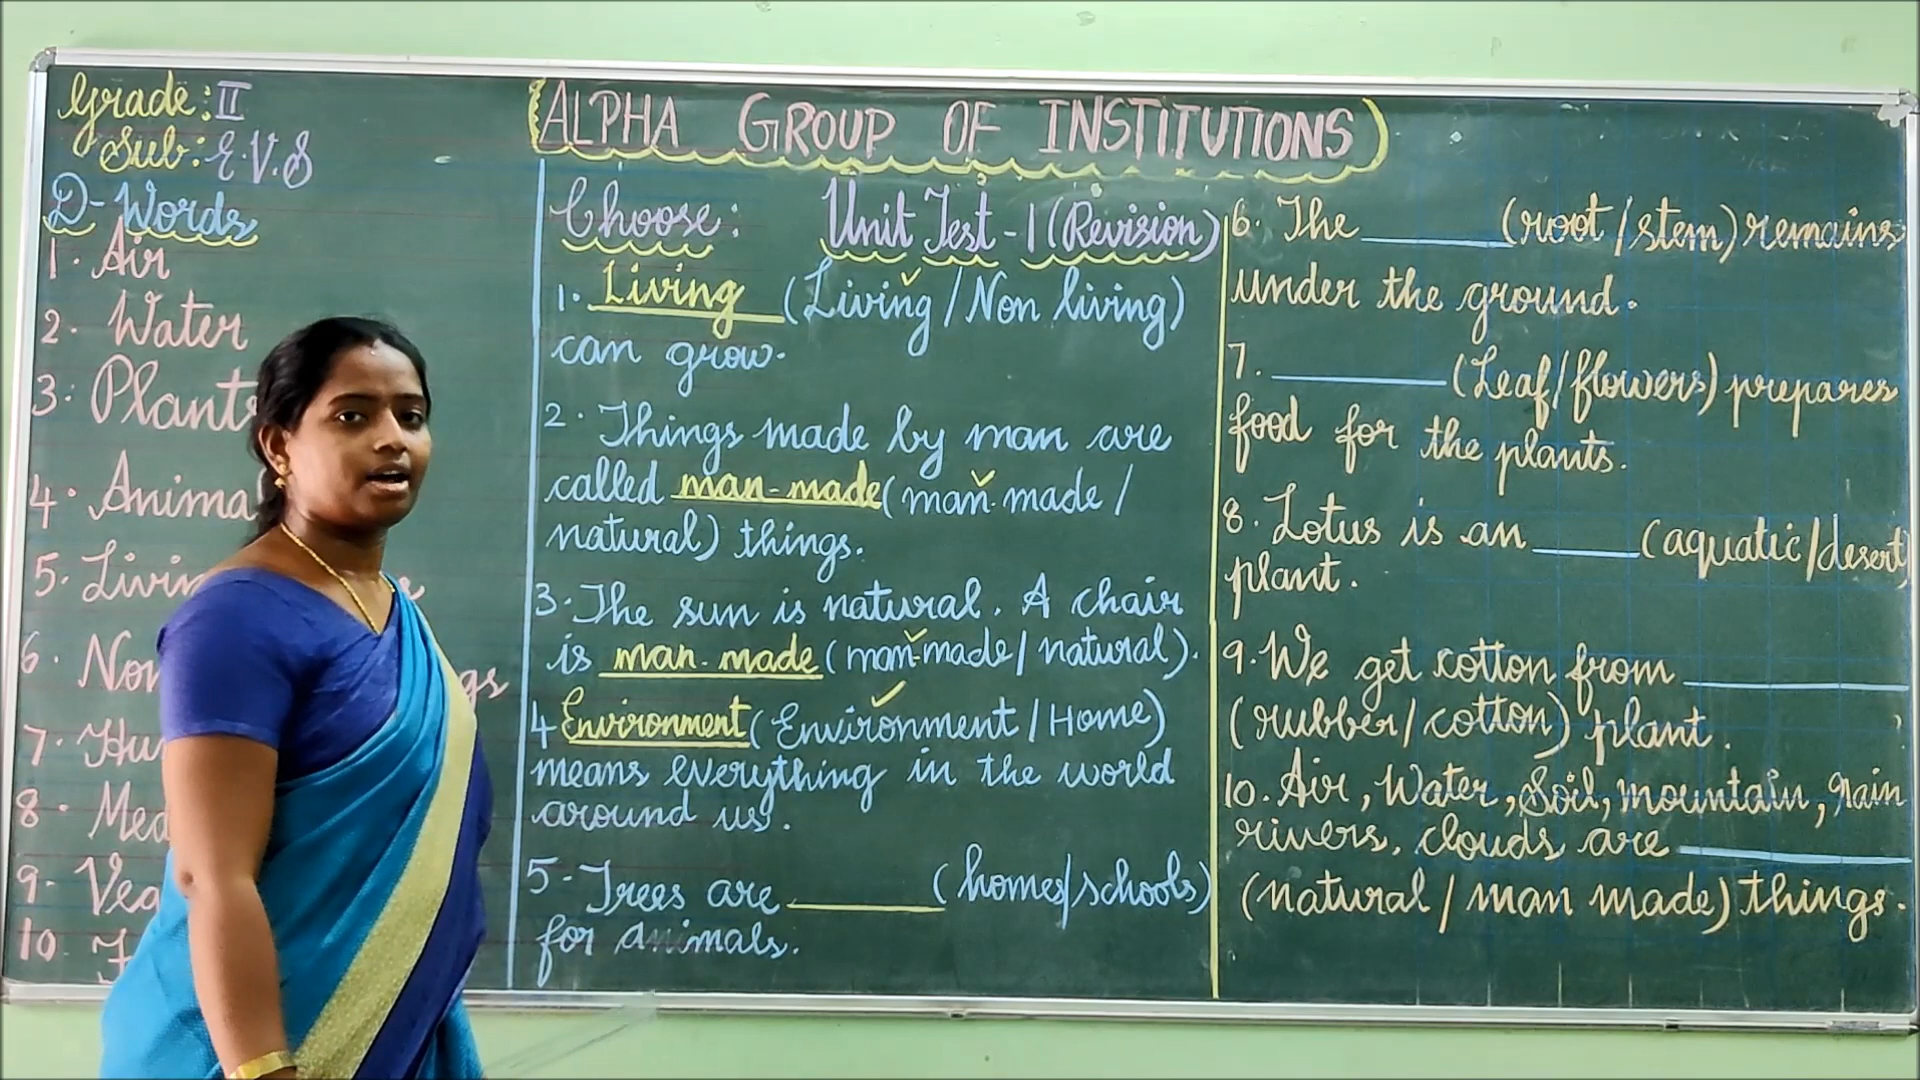 Grade: II
Sub: E.V.S
ALPHA GROUP OF INSTITUTIONS
D-Words
1. Air
2. Water
3. Plants
4.
5.
6.
7.
8.
9.
10.
Choose: Unit Test-1 (Revision)
1. Living (Living / Non living)
can grow.
2. Things made by man are
called man-made (man-made /
natural) things.
3. The sun is natural. A chair
is man-made (man-made / natural).
4 Environment (Environment / Home)
means everything in the world
around us.
5. Trees are ______ (homes/schools)
for animals.
6. The ______ (root / stem) remains
under the ground.
7. ______ (Leaf/flowers) prepares
food for the plants.
8. Lotus is an ______ (aquatic/desert)
plant.
9. We get cotton from ______
(rubber/cotton) plant.
10. Air, Water, Soil, mountain, rain
rivers, clouds are ______
(natural / man made) things.